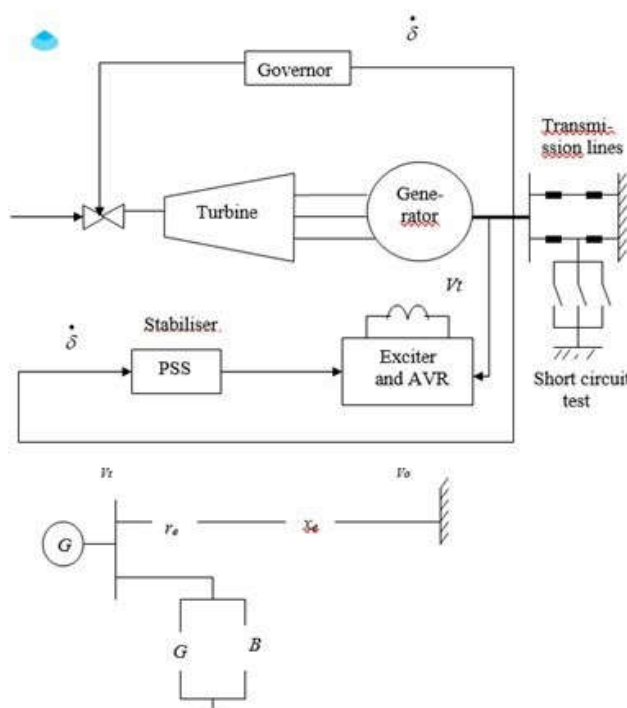 δ̇
Governor
Transmi-
ssion lines
Turbine
Gene-
rator
Vt
Stabiliser
δ̇
PSS
Exciter
and AVR
Short circuit
test
Vt
Vo
re
xe
G
G
B